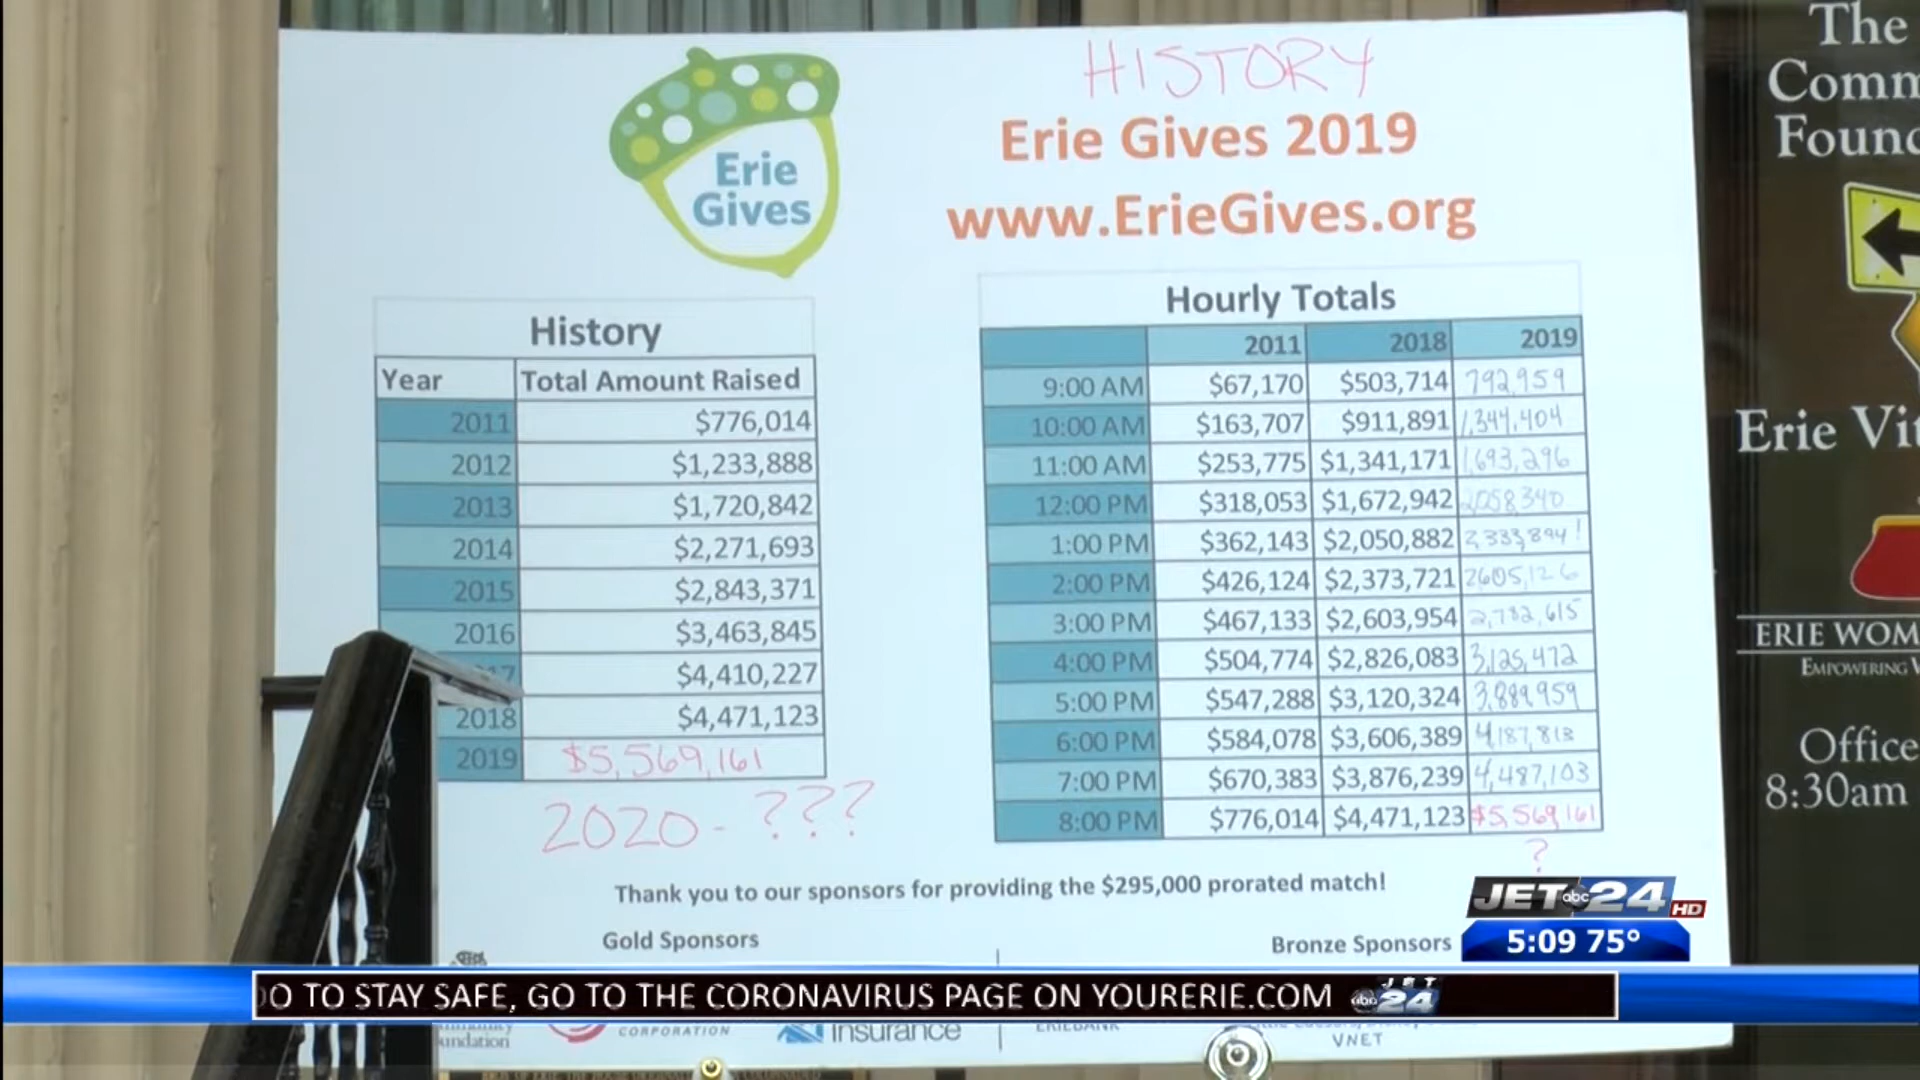 HISTORY
Erie Gives 2019
www.ErieGives.org
Erie
Gives
History
Year Total Amount Raised
2011 $776,014
2012 $1,233,888
2013 $1,720,842
2014 $2,271,693
2015 $2,843,371
2016 $3,463,845
17 $4,410,227
2018 $4,471,123
2019 $5,569,161
2020 - ???
Hourly Totals
2011 2018 2019
9:00 AM $67,170 $503,714 792,959
10:00 AM $163,707 $911,891 1,344,404
11:00 AM $253,775 $1,341,171 1,693,296
12:00 PM $318,053 $1,672,942 2,058,340
1:00 PM $362,143 $2,050,882 2,333,894!
2:00 PM $426,124 $2,373,721 2605,126
3:00 PM $467,133 $2,603,954 2,782,615
4:00 PM $504,774 $2,826,083 3,125,472
5:00 PM $547,288 $3,120,324 3,889,959
6:00 PM $584,078 $3,606,389 4,187,813
7:00 PM $670,383 $3,876,239 4,487,103
8:00 PM $776,014 $4,471,123 $5,569,161
?
Thank you to our sponsors for providing the $295,000 prorated match!
Gold Sponsors
Bronze Sponsors
undation
CORPORATION
Insurance
ERIEBANK
VNET
The
Comm
Founc
Erie Vit
ERIE WOM
EMPOWERING
Office
8:30am
JET abc 24 HD
5:09 75°
DO TO STAY SAFE, GO TO THE CORONAVIRUS PAGE ON YOURERIE.COM
JET abc 24